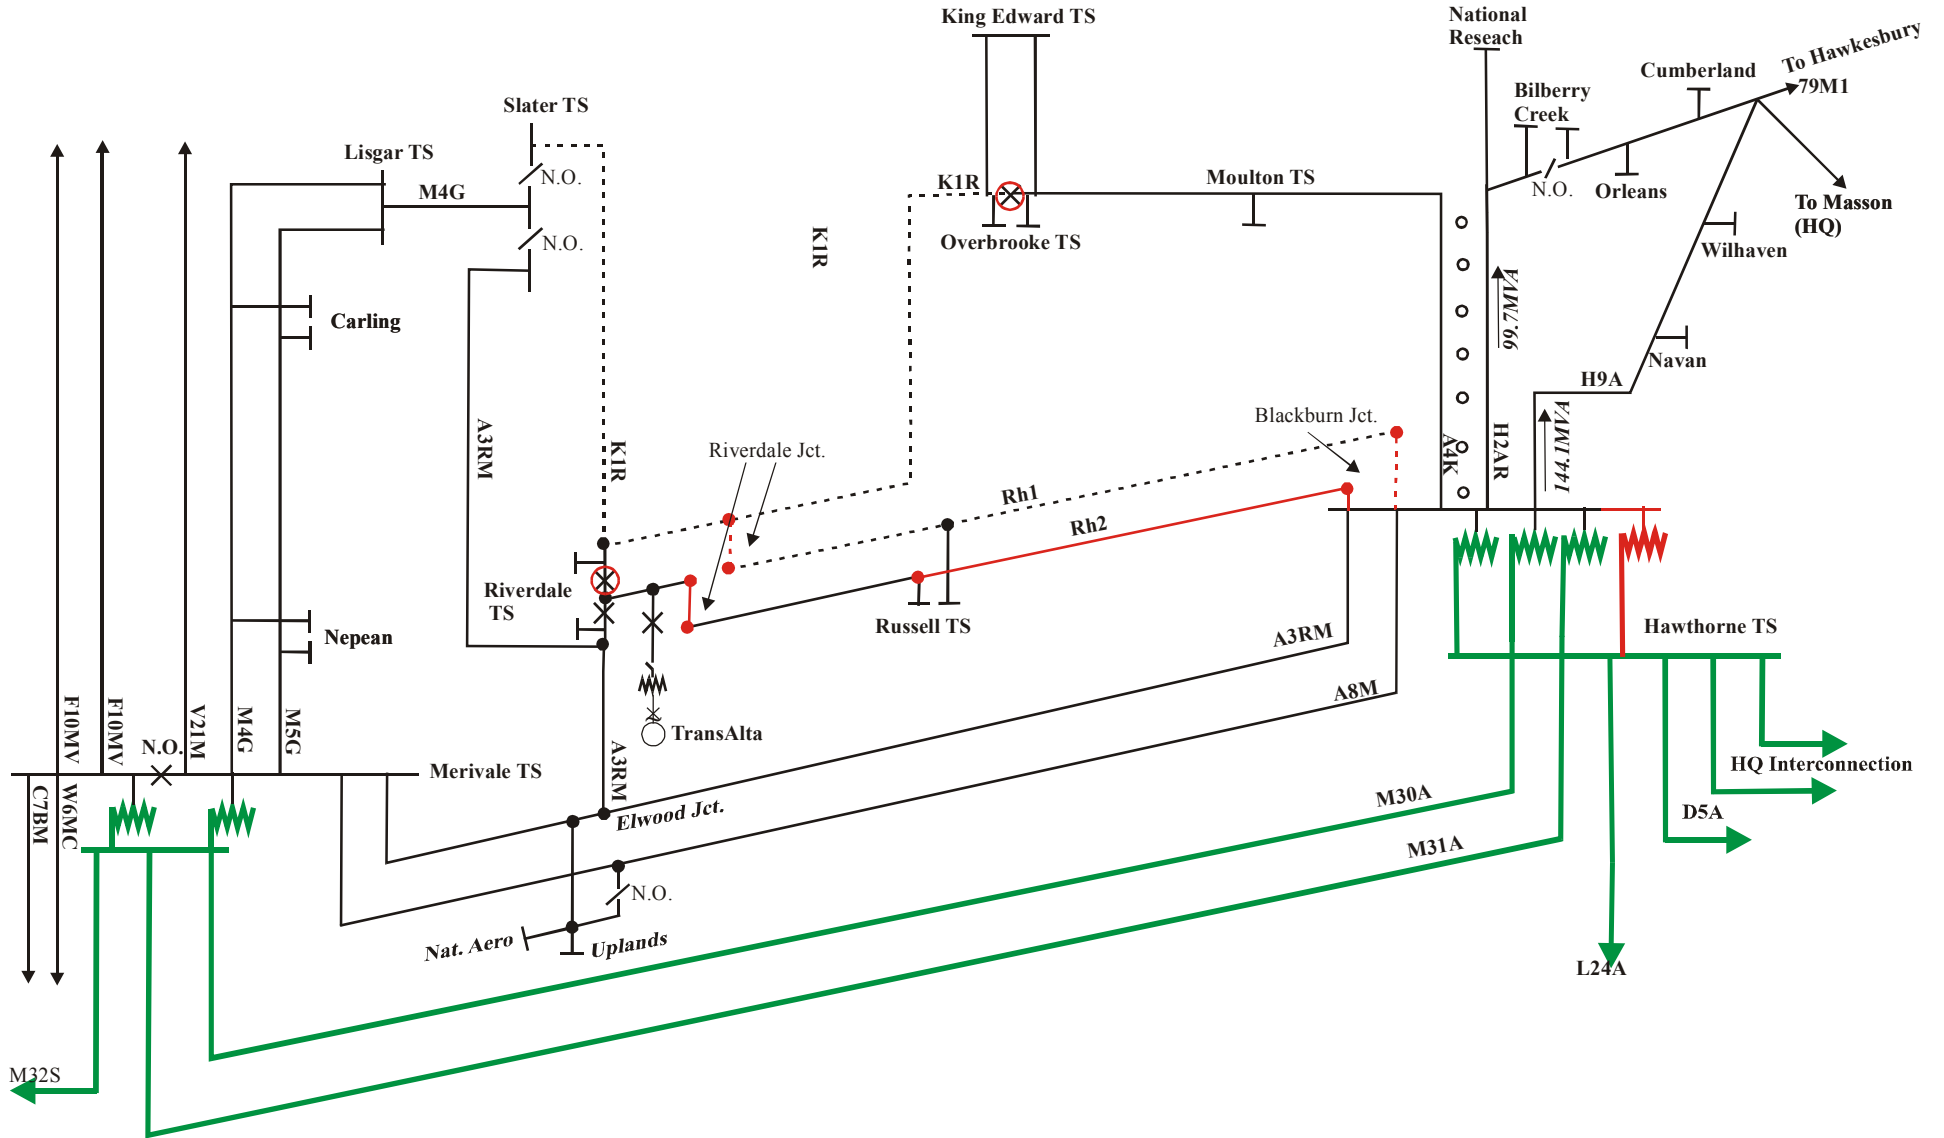 King Edward TS
National
Reseach
To Hawkesbury
79M1
Cumberland
Bilberry
Creek
N.O.
Orleans
To Masson
(HQ)
Wilhaven
Navan
Slater TS
N.O.
Lisgar TS
M4G
N.O.
K1R
Moulton TS
Overbrooke TS
K1R
Carling
96.7MVA
H9A
144.1MVA
A3RM
K1R
Riverdale Jct.
Blackburn Jct.
A4K
H2AR
Rh1
Rh2
Riverdale
TS
Russell TS
Nepean
A3RM
Hawthorne TS
A8M
TransAlta
F10MV
F10MV
N.O.
V21M
M4G
M5G
Merivale TS
A3RM
C7BM
W6MC
Elwood Jct.
HQ Interconnection
M30A
D5A
M31A
N.O.
Nat. Aero
Uplands
L24A
M32S